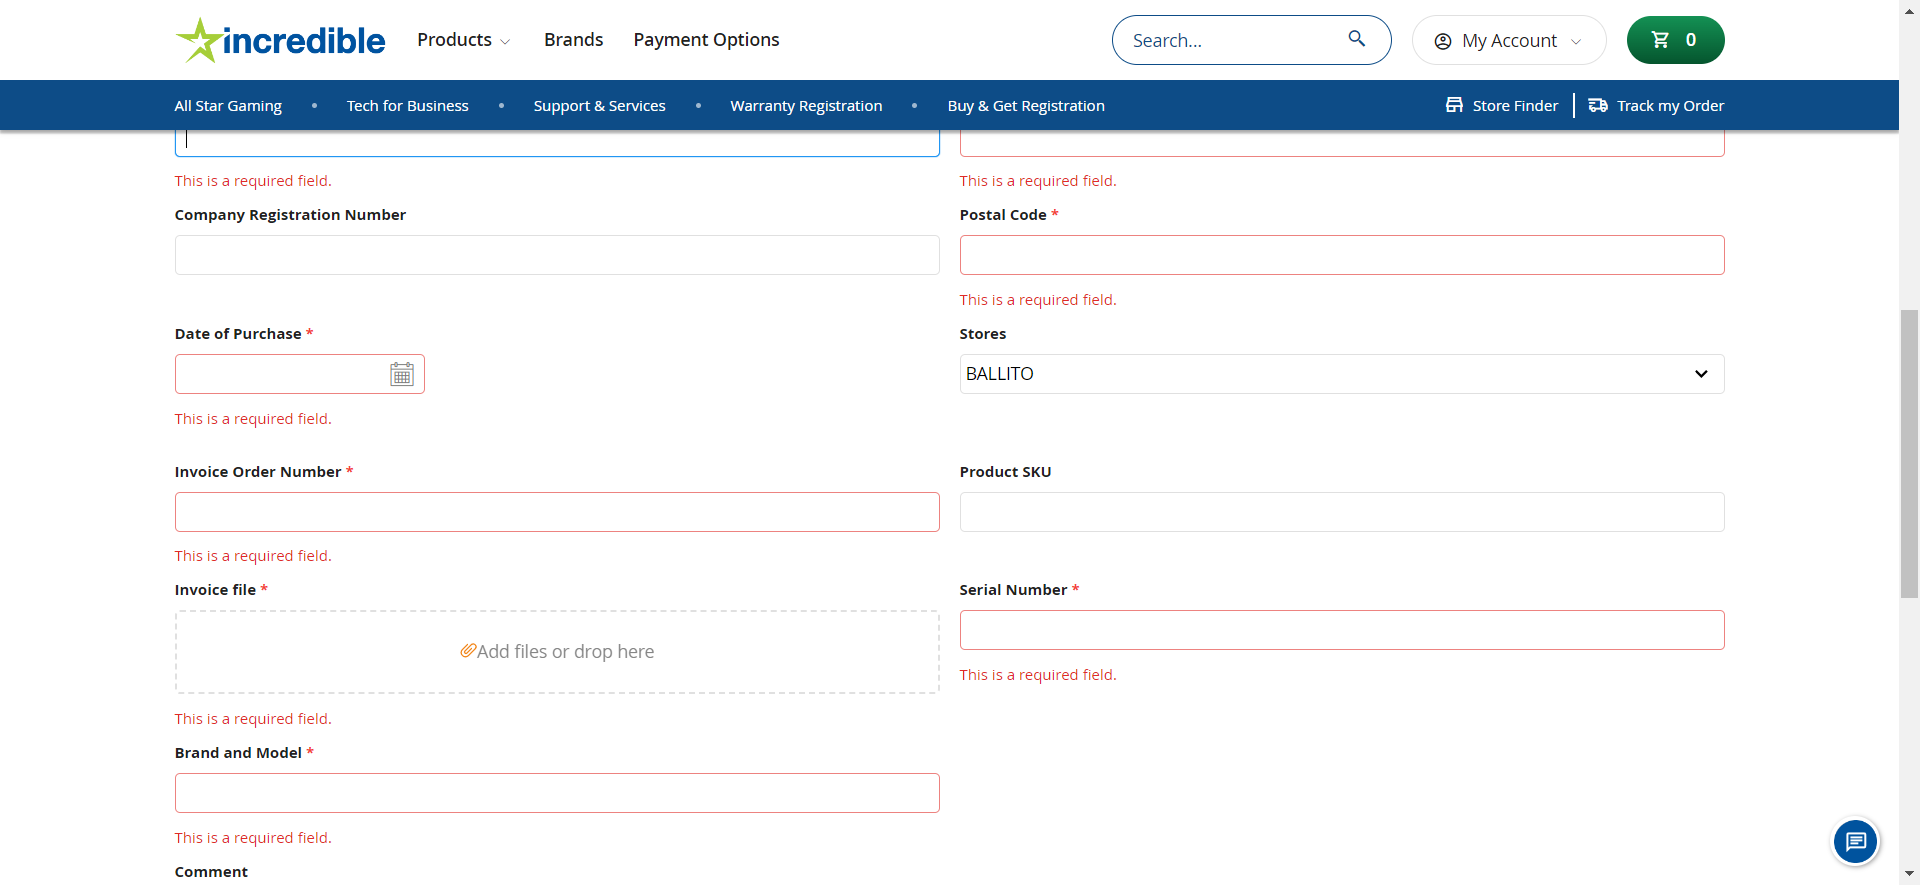 incredible
Products
Brands
Payment Options
Search...
My Account
0
All Star Gaming
Tech for Business
Support & Services
Warranty Registration
Buy & Get Registration
Store Finder
Track my Order
This is a required field.
This is a required field.
Company Registration Number
Postal Code *
This is a required field.
Date of Purchase *
Stores
BALLITO
This is a required field.
Invoice Order Number *
Product SKU
This is a required field.
Invoice file *
Serial Number *
Add files or drop here
This is a required field.
This is a required field.
Brand and Model *
This is a required field.
Comment